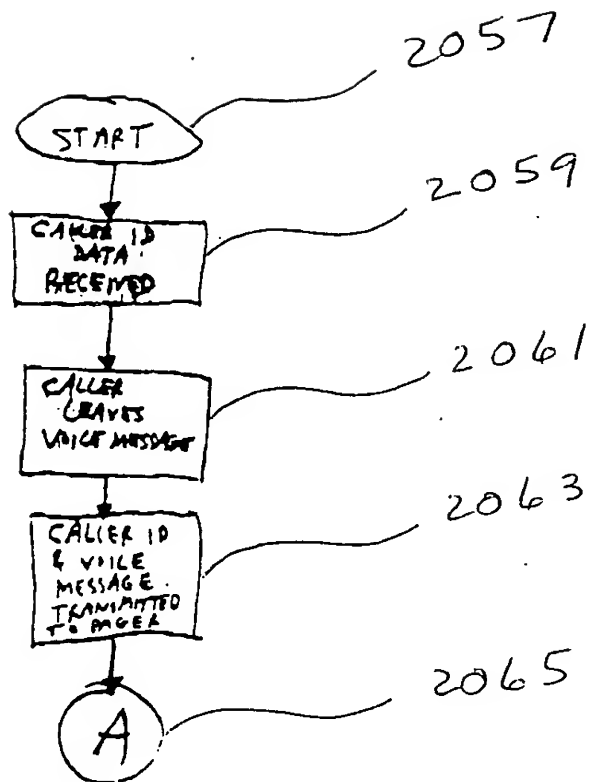 2057
START
2059
CALLER ID
DATA
RECEIVED
2061
CALLER
LEAVES
VOICE MESSAGE
2063
CALLER ID
& VOICE
MESSAGE
TRANSMITTED
TO PAGER
2065
A